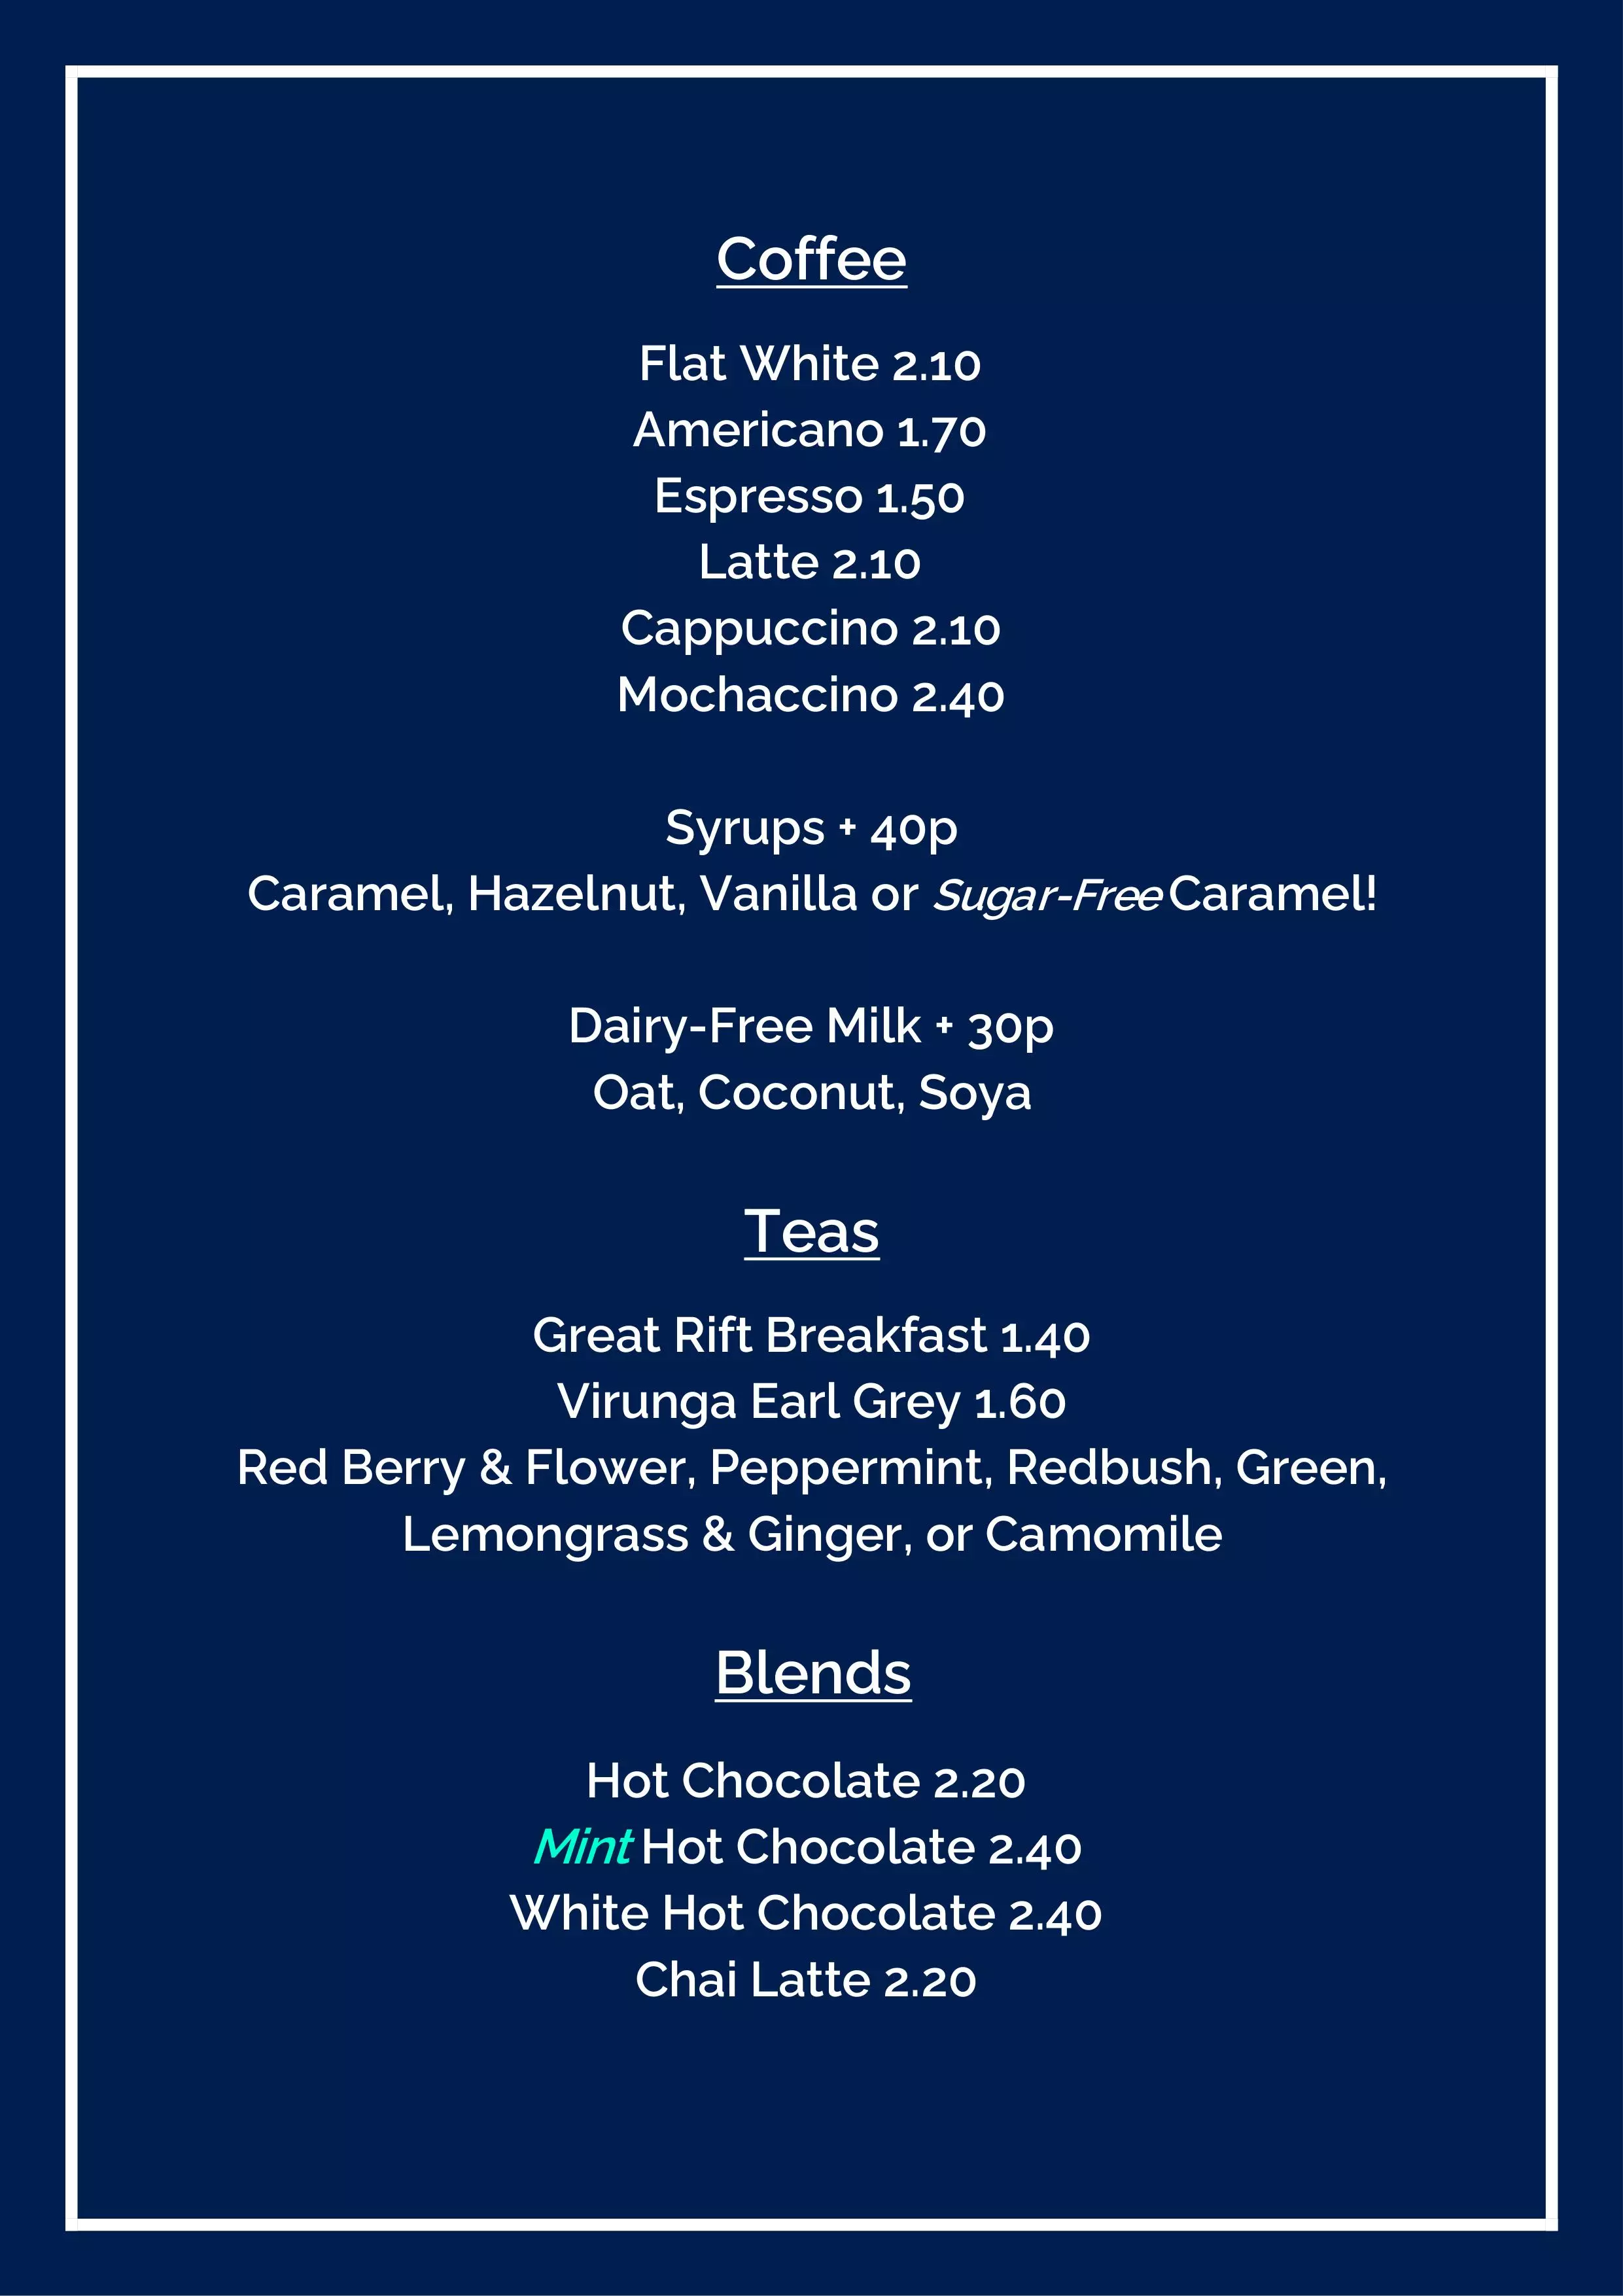 Coffee
Flat White 2.10
Americano 1.70
Espresso 1.50
Latte 2.10
Cappuccino 2.10
Mochaccino 2.40
Syrups + 40p
Caramel, Hazelnut, Vanilla or Sugar-Free Caramel!
Dairy-Free Milk + 30p
Oat, Coconut, Soya
Teas
Great Rift Breakfast 1.40
Virunga Earl Grey 1.60
Red Berry & Flower, Peppermint, Redbush, Green,
Lemongrass & Ginger, or Camomile
Blends
Hot Chocolate 2.20
Mint Hot Chocolate 2.40
White Hot Chocolate 2.40
Chai Latte 2.20